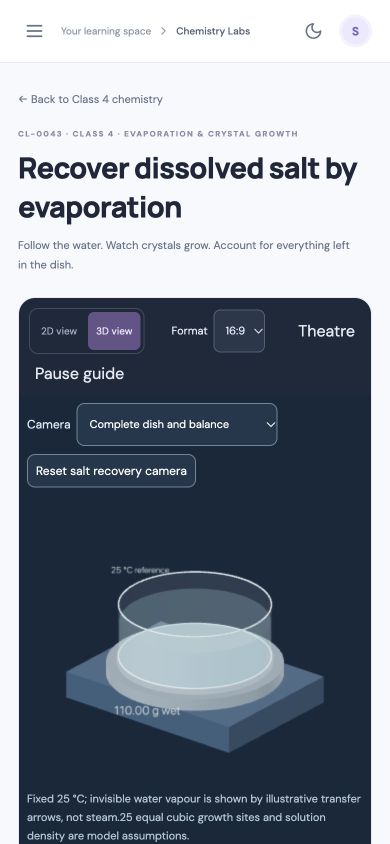 Your learning space > Chemistry Labs
S
← Back to Class 4 chemistry
CL-0043 · CLASS 4 · EVAPORATION & CRYSTAL GROWTH
Recover dissolved salt by
evaporation
Follow the water. Watch crystals grow. Account for everything left
in the dish.
2D view 3D view Format 16:9 Theatre
Pause guide
Camera Complete dish and balance
Reset salt recovery camera
25 °C reference
110.00 g wet
Fixed 25 °C; invisible water vapour is shown by illustrative transfer
arrows, not steam.25 equal cubic growth sites and solution
density are model assumptions.